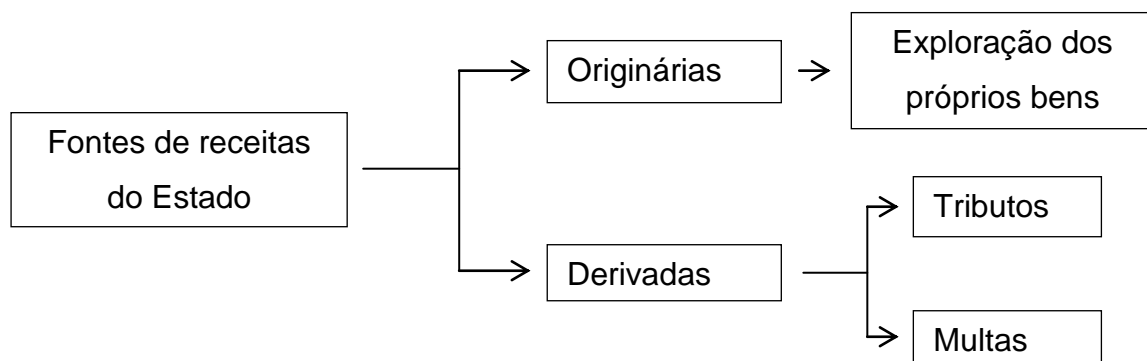 Fontes de receitas
do Estado
Originárias
Exploração dos
próprios bens
Derivadas
Tributos
Multas